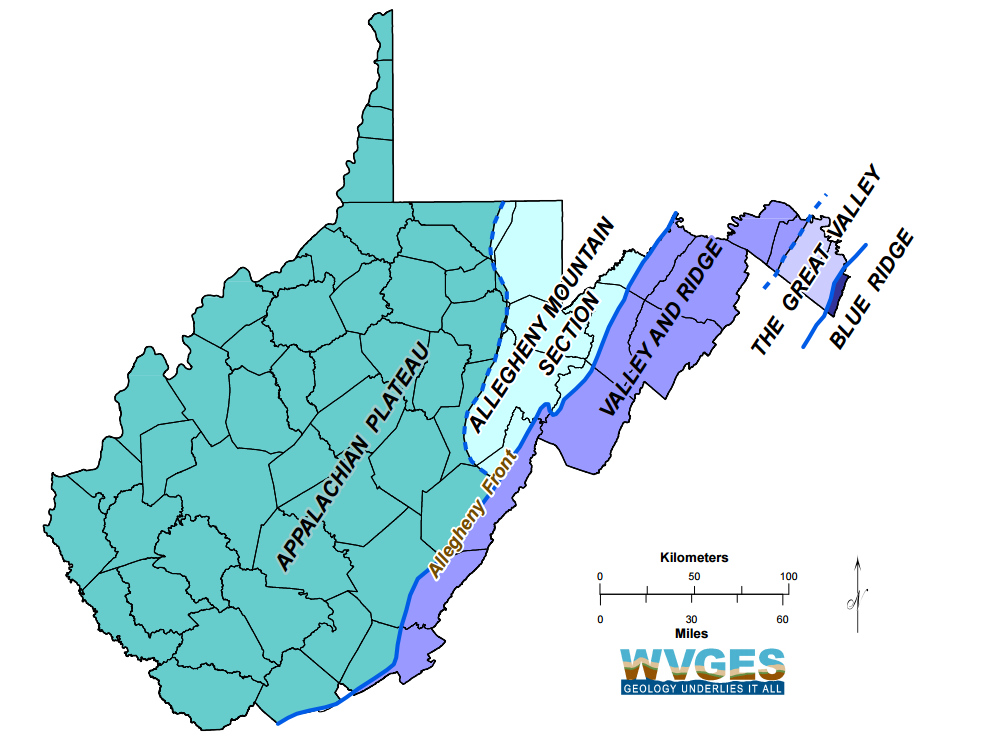 APPALACHIAN PLATEAU
ALLEGHENY MOUNTAIN
SECTION
VALLEY AND RIDGE
THE GREAT VALLEY
BLUE RIDGE
Allegheny Front
Kilometers
0 50 100
0 30 60
Miles
N
WVGES
GEOLOGY UNDERLIES IT ALL